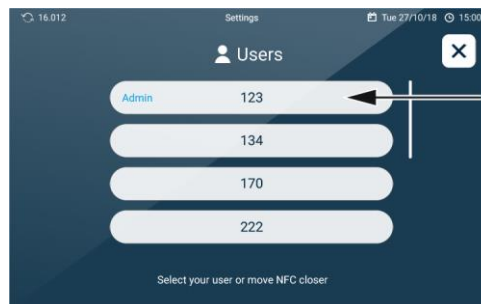 16.012
Settings
Tue 27/10/18
15:00
Users
Admin 123
134
170
222
Select your user or move NFC closer